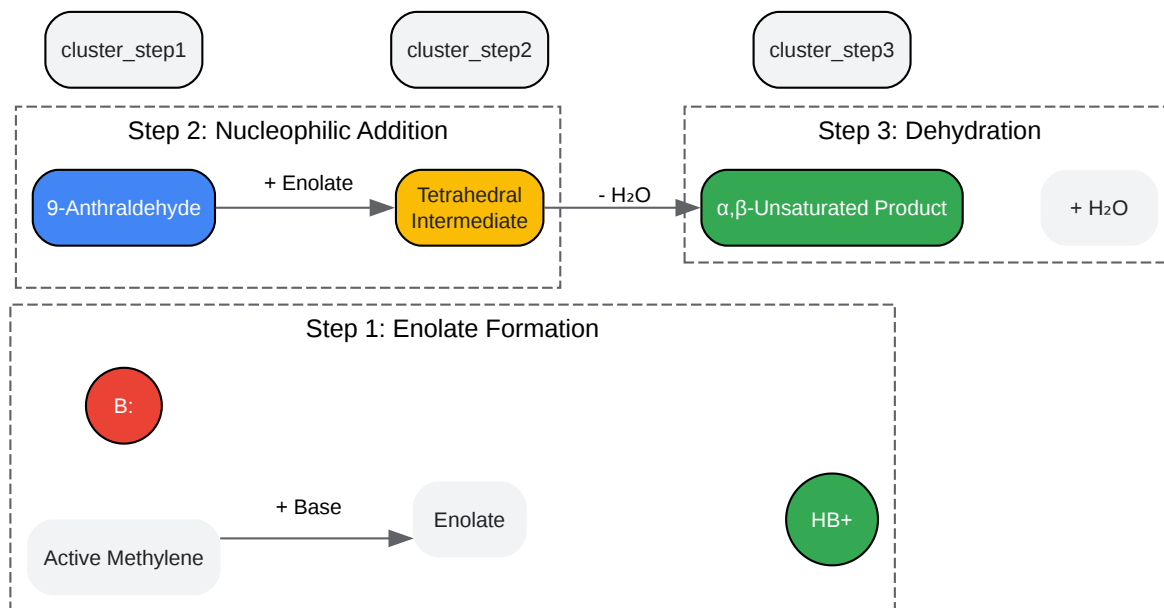 cluster_step1
cluster_step2
cluster_step3
Step 2: Nucleophilic Addition
Step 3: Dehydration
9-Anthraldehyde
+ Enolate
Tetrahedral
Intermediate
- H₂O
α,β-Unsaturated Product
+ H₂O
Step 1: Enolate Formation
B:
Active Methylene
+ Base
Enolate
HB+